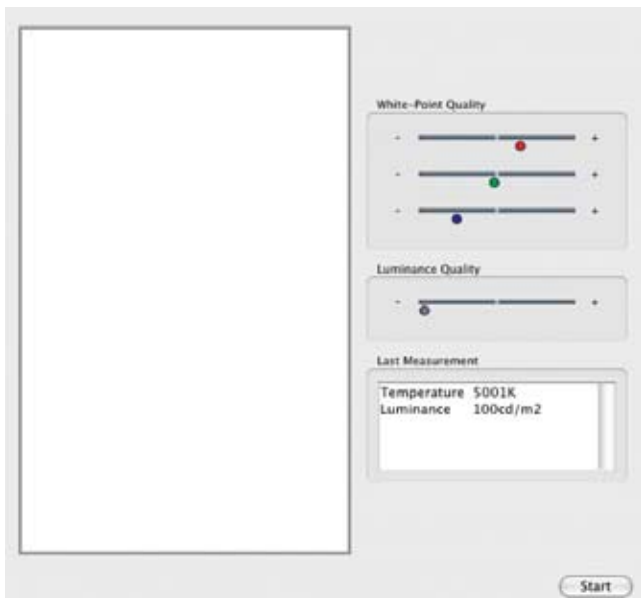 White-Point Quality
- +
- +
- +
Luminance Quality
- +
Last Measurement
Temperature 5001K
Luminance 100cd/m2
Start